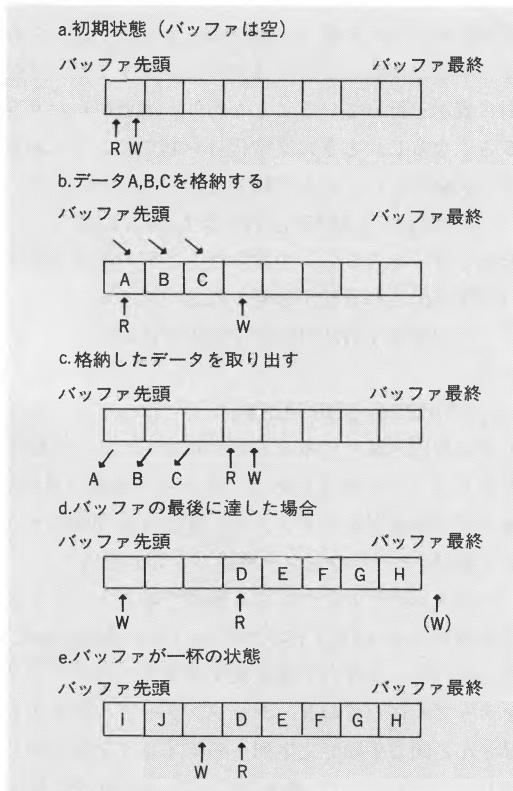 a.初期状態（バッファは空）
バッファ先頭 バッファ最終
R W
b.データA,B,Cを格納する
バッファ先頭 バッファ最終
A B C
R W
c.格納したデータを取り出す
バッファ先頭 バッファ最終
A B C R W
d.バッファの最後に達した場合
バッファ先頭 バッファ最終
D E F G H
W R (W)
e.バッファが一杯の状態
バッファ先頭 バッファ最終
I J D E F G H
W R